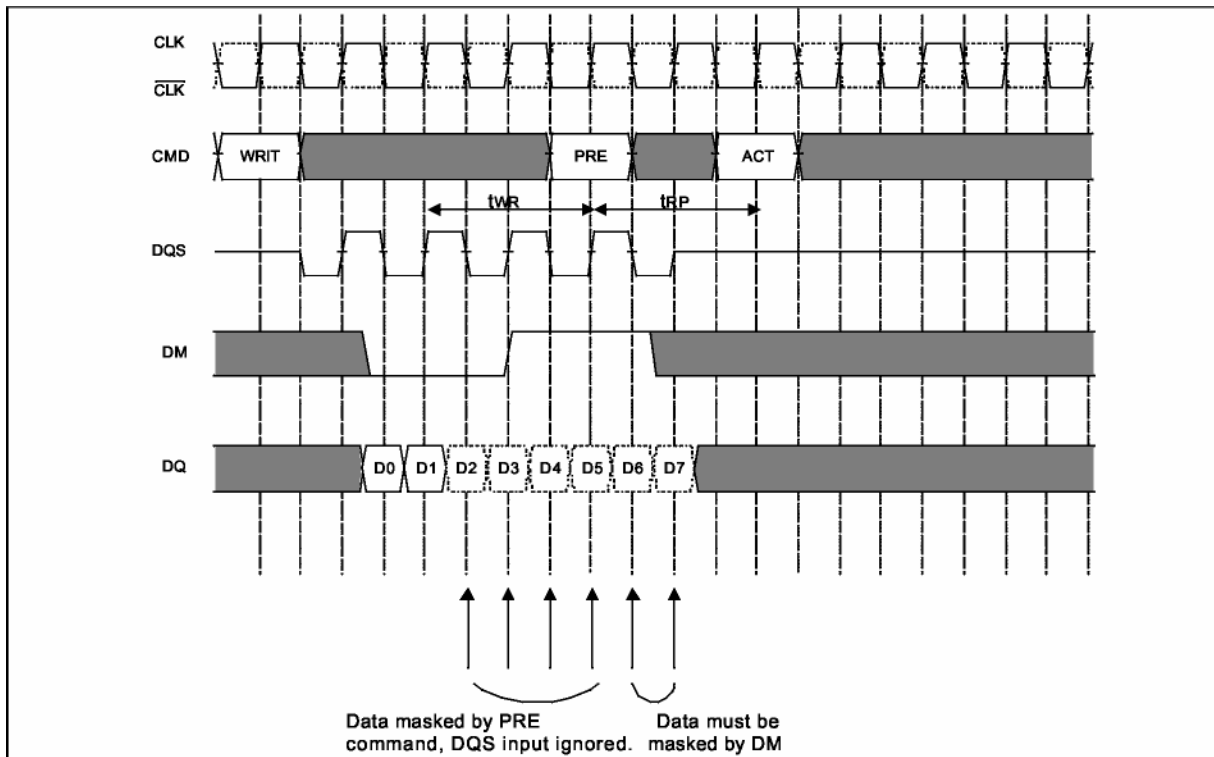 CLK
CLK
CMD WRIT PRE ACT
tWR tRP
DQS
DM
DQ D0 D1 D2 D3 D4 D5 D6 D7
Data masked by PRE
command, DQS input ignored.
Data must be
masked by DM